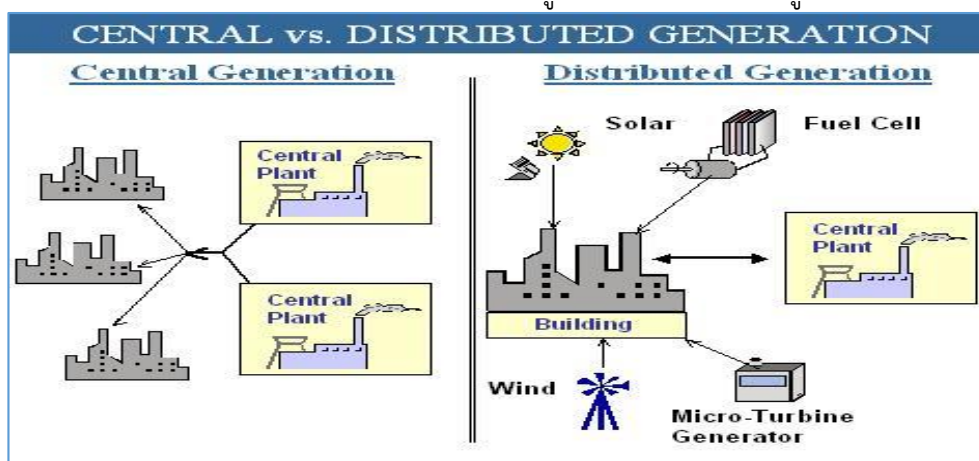 CENTRAL vs. DISTRIBUTED GENERATION
Central Generation
Central
Plant
Central
Plant
Distributed Generation
Solar
Fuel Cell
Central
Plant
Building
Wind
Micro-Turbine
Generator